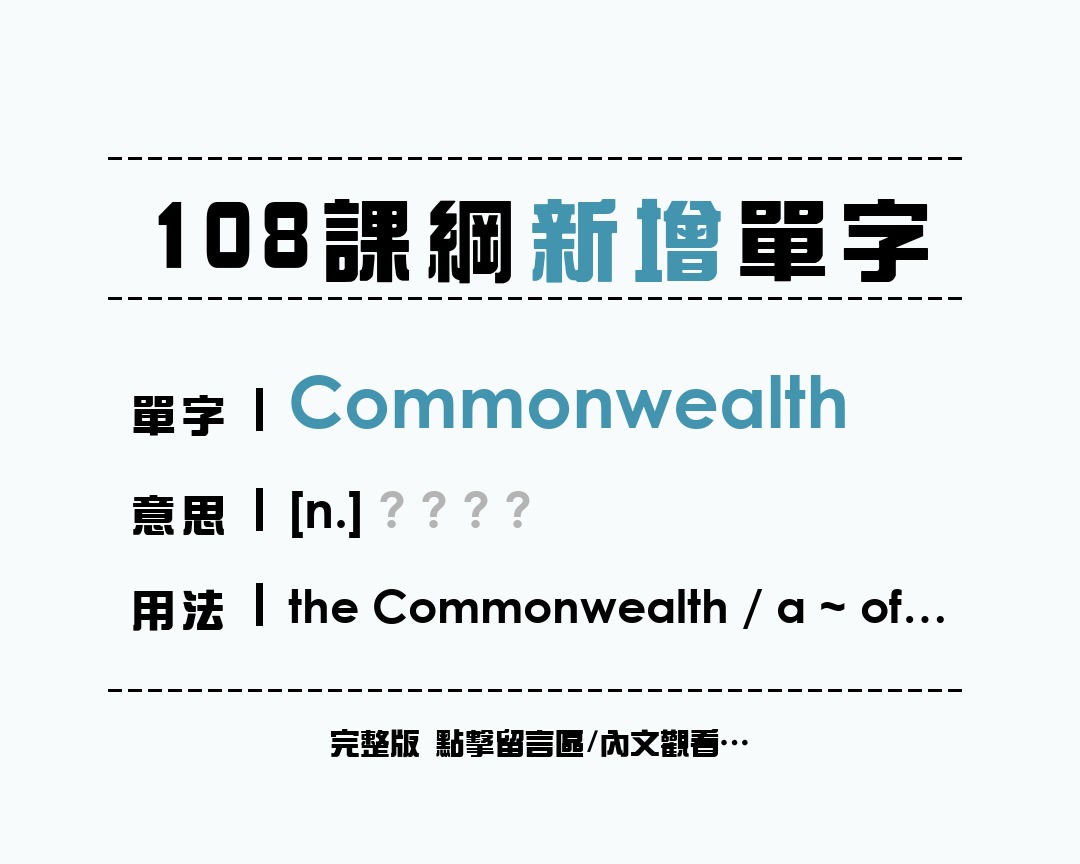 108課綱新增單字
單字 | Commonwealth
意思 | [n.] ????
用法 | the Commonwealth / a ~ of...
完整版 點擊留言區/內文觀看...